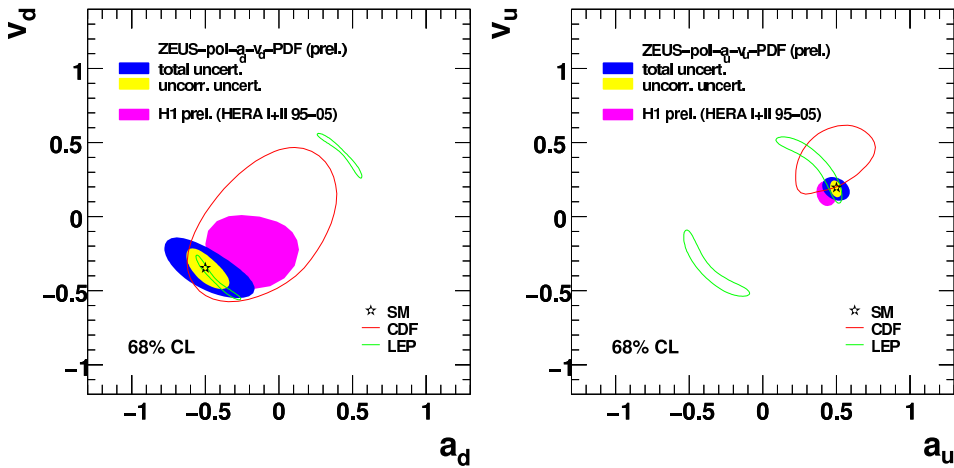 v_d
ZEUS–pol–a_d–v_d–PDF (prel.)
total uncert.
uncorr. uncert.
H1 prel. (HERA I+II 95–05)
1
0.5
0
−0.5
−1
SM
CDF
LEP
68% CL
−1 −0.5 0 0.5 1
a_d
v_u
ZEUS–pol–a_u–v_u–PDF (prel.)
total uncert.
uncorr. uncert.
H1 prel. (HERA I+II 95–05)
1
0.5
0
−0.5
−1
SM
CDF
LEP
68% CL
−1 −0.5 0 0.5 1
a_u